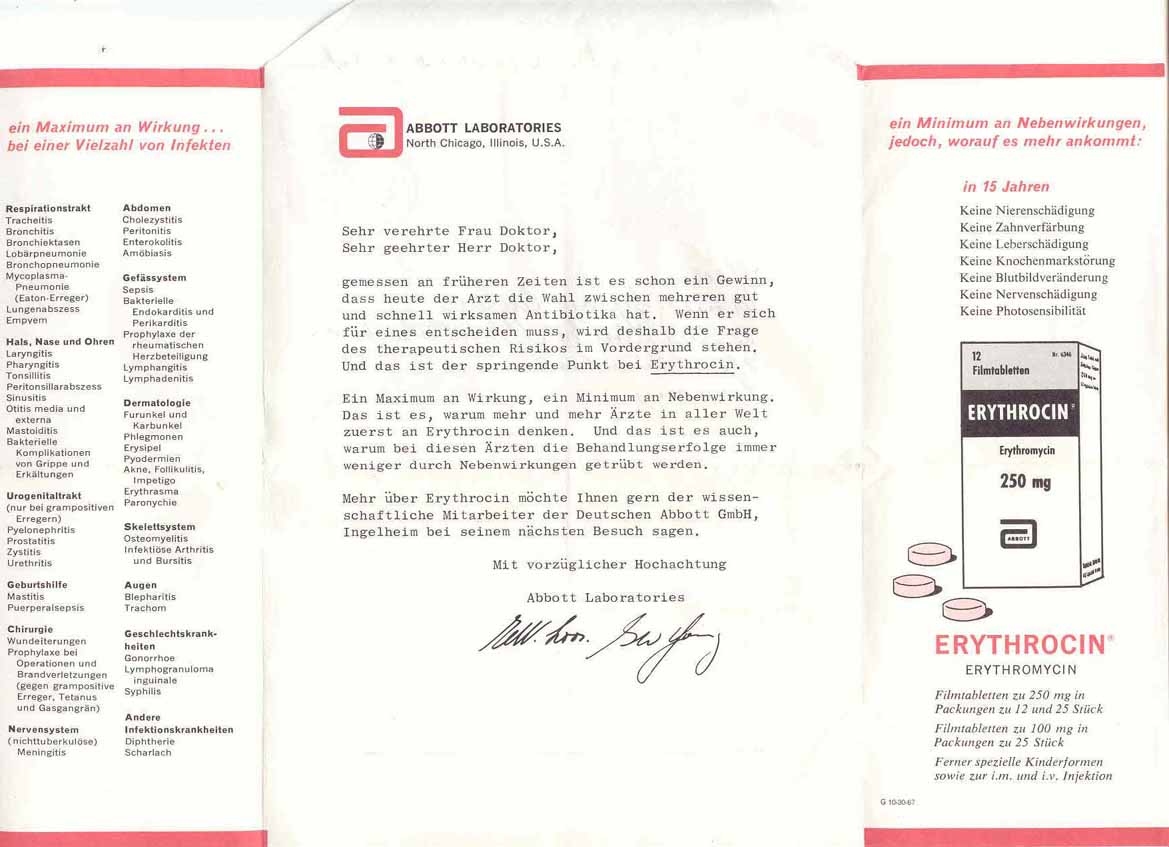 ein Maximum an Wirkung . . .
bei einer Vielzahl von Infekten
Respirationstrakt
Tracheitis
Bronchitis
Bronchiektasen
Lobärpneumonie
Bronchopneumonie
Mycoplasma-
Pneumonie
(Eaton-Erreger)
Lungenabszess
Empyem
Hals, Nase und Ohren
Laryngitis
Pharyngitis
Tonsillitis
Peritonsillarabszess
Sinusitis
Otitis media und
externa
Mastoiditis
Bakterielle
Komplikationen
von Grippe und
Erkältungen
Urogenitaltrakt
(nur bei grampositiven
Erregern)
Pyelonephritis
Prostatitis
Zystitis
Urethritis
Geburtshilfe
Mastitis
Puerperalsepsis
Chirurgie
Wundeiterungen
Prophylaxe bei
Operationen und
Brandverletzungen
(gegen grampositive
Erreger, Tetanus
und Gasgangrän)
Nervensystem
(nichttuberkulöse)
Meningitis
Abdomen
Cholezystitis
Peritonitis
Enterokolitis
Amöbiasis
Gefässystem
Sepsis
Bakterielle
Endokarditis und
Perikarditis
Prophylaxe der
rheumatischen
Herzbeteiligung
Lymphangitis
Lymphadenitis
Dermatologie
Furunkel und
Karbunkel
Phlegmonen
Erysipel
Pyodermien
Akne, Follikulitis,
Impetigo
Erythrasma
Paronychie
Skelettsystem
Osteomyelitis
Infektiöse Arthritis
und Bursitis
Augen
Blepharitis
Trachom
Geschlechtskrank-
heiten
Gonorrhoe
Lymphogranuloma
inguinale
Syphilis
Andere
Infektionskrankheiten
Diphtherie
Scharlach
ABBOTT LABORATORIES
North Chicago, Illinois, U.S.A.
Sehr verehrte Frau Doktor,
Sehr geehrter Herr Doktor,
gemessen an früheren Zeiten ist es schon ein Gewinn,
dass heute der Arzt die Wahl zwischen mehreren gut
und schnell wirksamen Antibiotika hat. Wenn er sich
für eines entscheiden muss, wird deshalb die Frage
des therapeutischen Risikos im Vordergrund stehen.
Und das ist der springende Punkt bei Erythrocin.
Ein Maximum an Wirkung, ein Minimum an Nebenwirkung.
Das ist es, warum mehr und mehr Ärzte in aller Welt
zuerst an Erythrocin denken. Und das ist es auch,
warum bei diesen Ärzten die Behandlungserfolge immer
weniger durch Nebenwirkungen getrübt werden.
Mehr über Erythrocin möchte Ihnen gern der wissen-
schaftliche Mitarbeiter der Deutschen Abbott GmbH,
Ingelheim bei seinem nächsten Besuch sagen.
Mit vorzüglicher Hochachtung
Abbott Laboratories
ein Minimum an Nebenwirkungen,
jedoch, worauf es mehr ankommt:
in 15 Jahren
Keine Nierenschädigung
Keine Zahnverfärbung
Keine Leberschädigung
Keine Knochenmarkstörung
Keine Blutbildveränderung
Keine Nervenschädigung
Keine Photosensibilität
12 Nr. 6346
Filmtabletten
ERYTHROCIN®
Erythromycin
250 mg
ABBOTT
ERYTHROCIN®
ERYTHROMYCIN
Filmtabletten zu 250 mg in
Packungen zu 12 und 25 Stück
Filmtabletten zu 100 mg in
Packungen zu 25 Stück
Ferner spezielle Kinderformen
sowie zur i.m. und i.v. Injektion
G 10-30-67